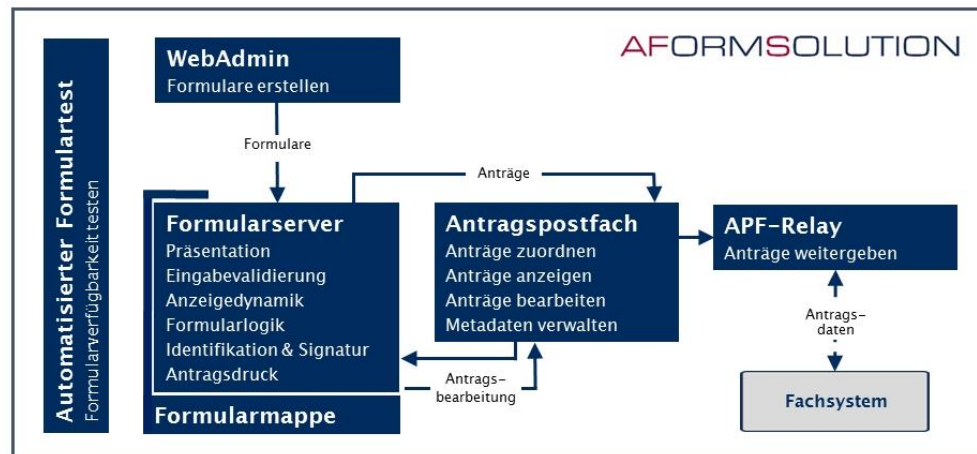 AFORMSOLUTION
Automatisierter Formulartest
Formularverfügbarkeit testen
WebAdmin
Formulare erstellen
Formulare
Anträge
Formularserver
Präsentation
Eingabevalidierung
Anzeigedynamik
Formularlogik
Identifikation & Signatur
Antragsdruck
Formularmappe
Antragspostfach
Anträge zuordnen
Anträge anzeigen
Anträge bearbeiten
Metadaten verwalten
Antrags-
bearbeitung
APF-Relay
Anträge weitergeben
Antrags-
daten
Fachsystem